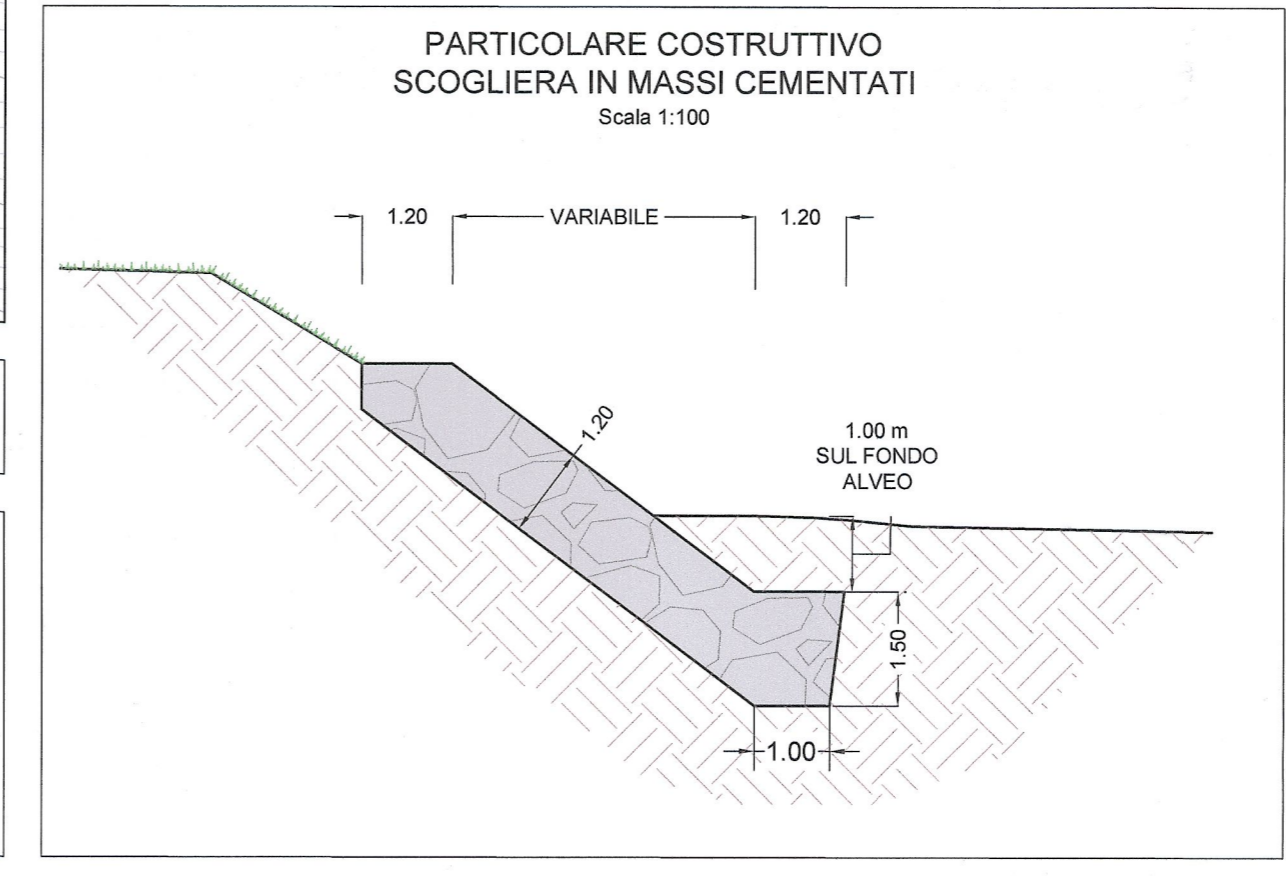 PARTICOLARE COSTRUTTIVO
SCOGLIERA IN MASSI CEMENTATI
Scala 1:100
1.20
VARIABILE
1.20
1.20
1.00 m
SUL FONDO
ALVEO
1.50
1.00